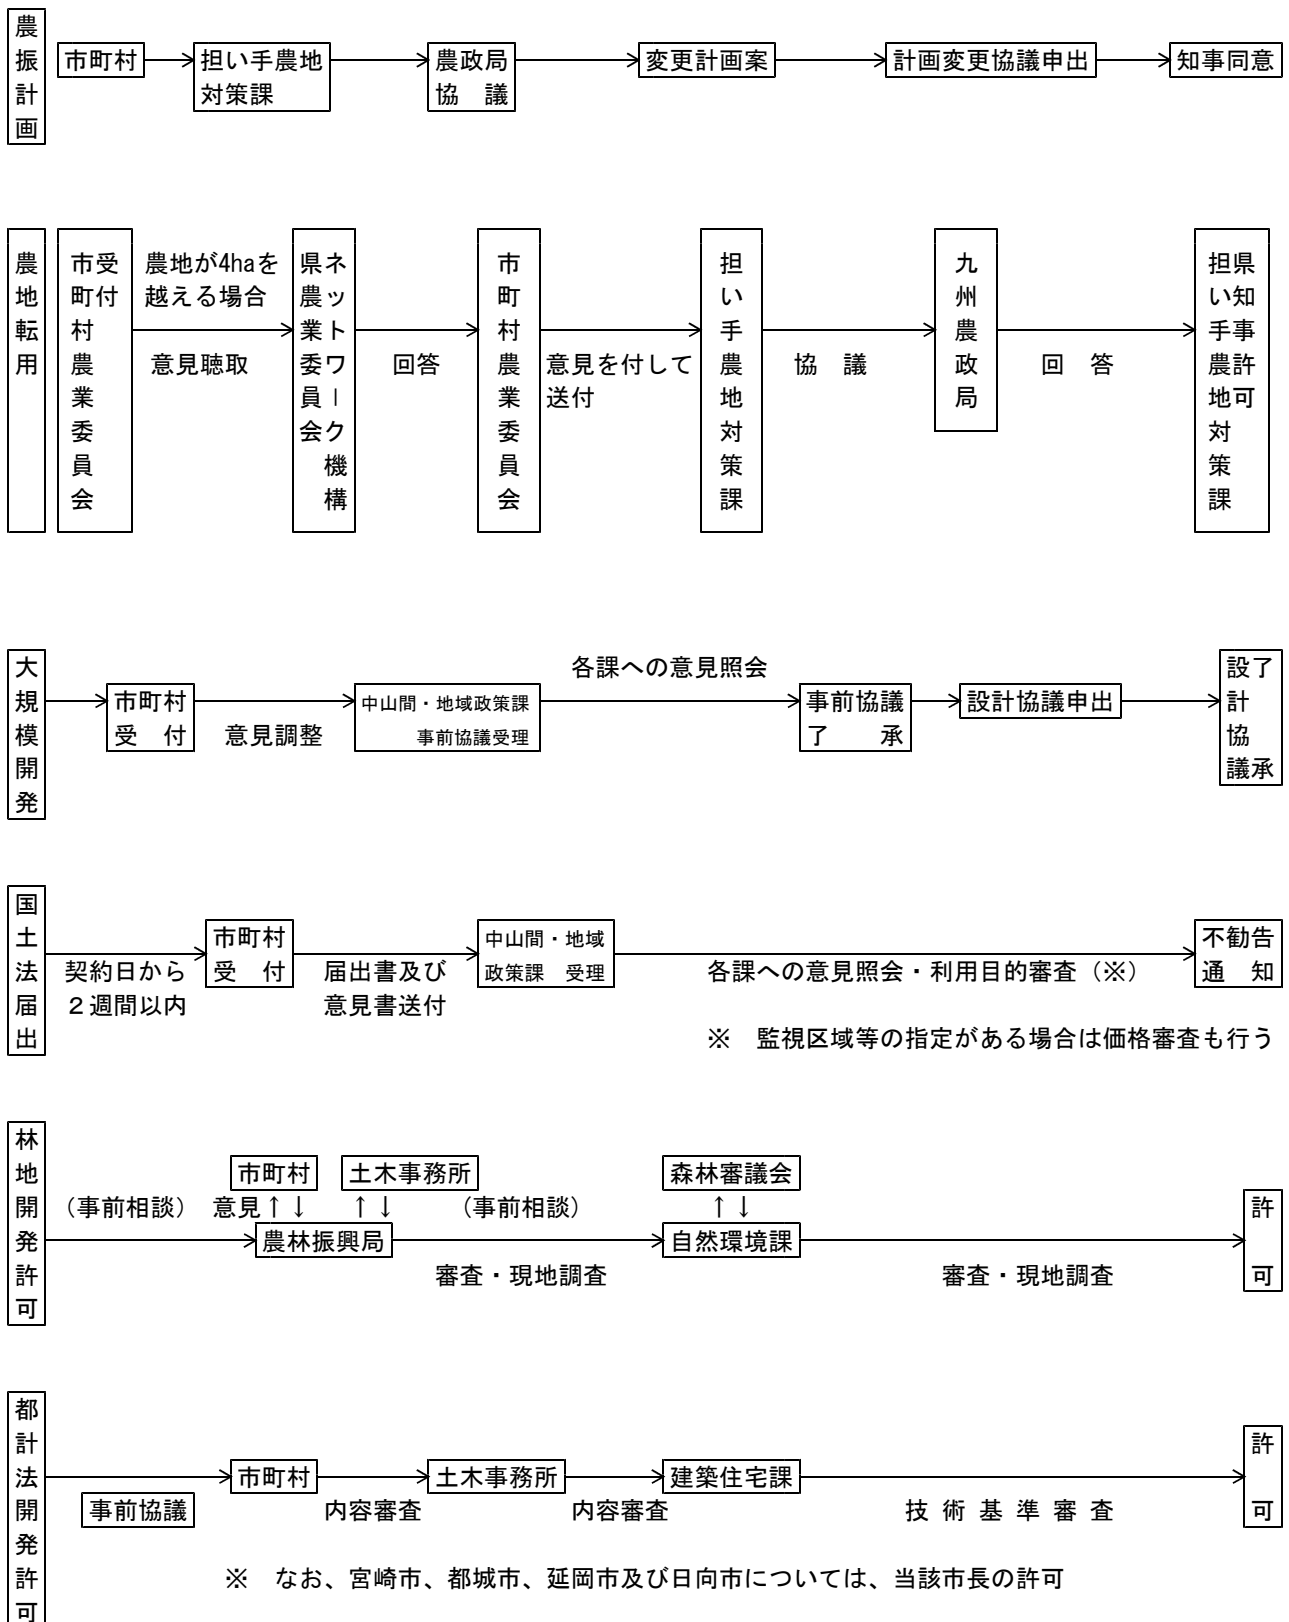 農振計画
市町村
担い手農地
対策課
農政局
協　議
変更計画案
計画変更協議申出
知事同意
農地転用
受付
市町村農業委員会
農地が4haを
越える場合
意見聴取
ネットワーク機構
県農業委員会
回答
市町村農業委員会
意見を付して
送付
担い手農地対策課
協　議
九州農政局
回　答
県知事許可
担い手農地対策課
大規模開発
市町村
受　付
意見調整
中山間・地域政策課
事前協議受理
各課への意見照会
事前協議
了　　承
設計協議申出
設計協議
了承
国土法届出
契約日から
２週間以内
市町村
受　付
届出書及び
意見書送付
中山間・地域
政策課　受理
各課への意見照会・利用目的審査（※）
不勧告
通　知
※　監視区域等の指定がある場合は価格審査も行う
林地開発許可
（事前相談）
市町村
意見↑↓
土木事務所
↑↓
農林振興局
（事前相談）
審査・現地調査
森林審議会
↑↓
自然環境課
審査・現地調査
許可
都計法開発許可
事前協議
市町村
内容審査
土木事務所
内容審査
建築住宅課
技 術 基 準 審 査
許可
※　なお、宮崎市、都城市、延岡市及び日向市については、当該市長の許可